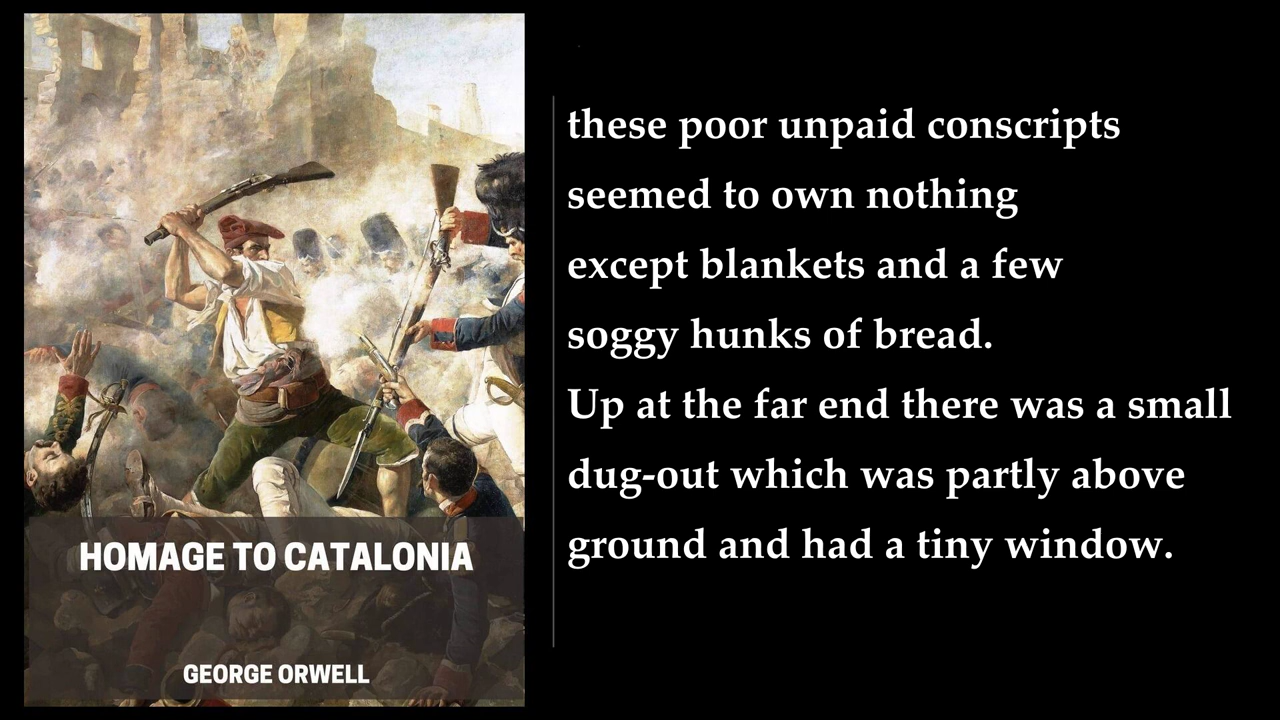 HOMAGE TO CATALONIA
GEORGE ORWELL
these poor unpaid conscripts
seemed to own nothing
except blankets and a few
soggy hunks of bread.
Up at the far end there was a small
dug-out which was partly above
ground and had a tiny window.